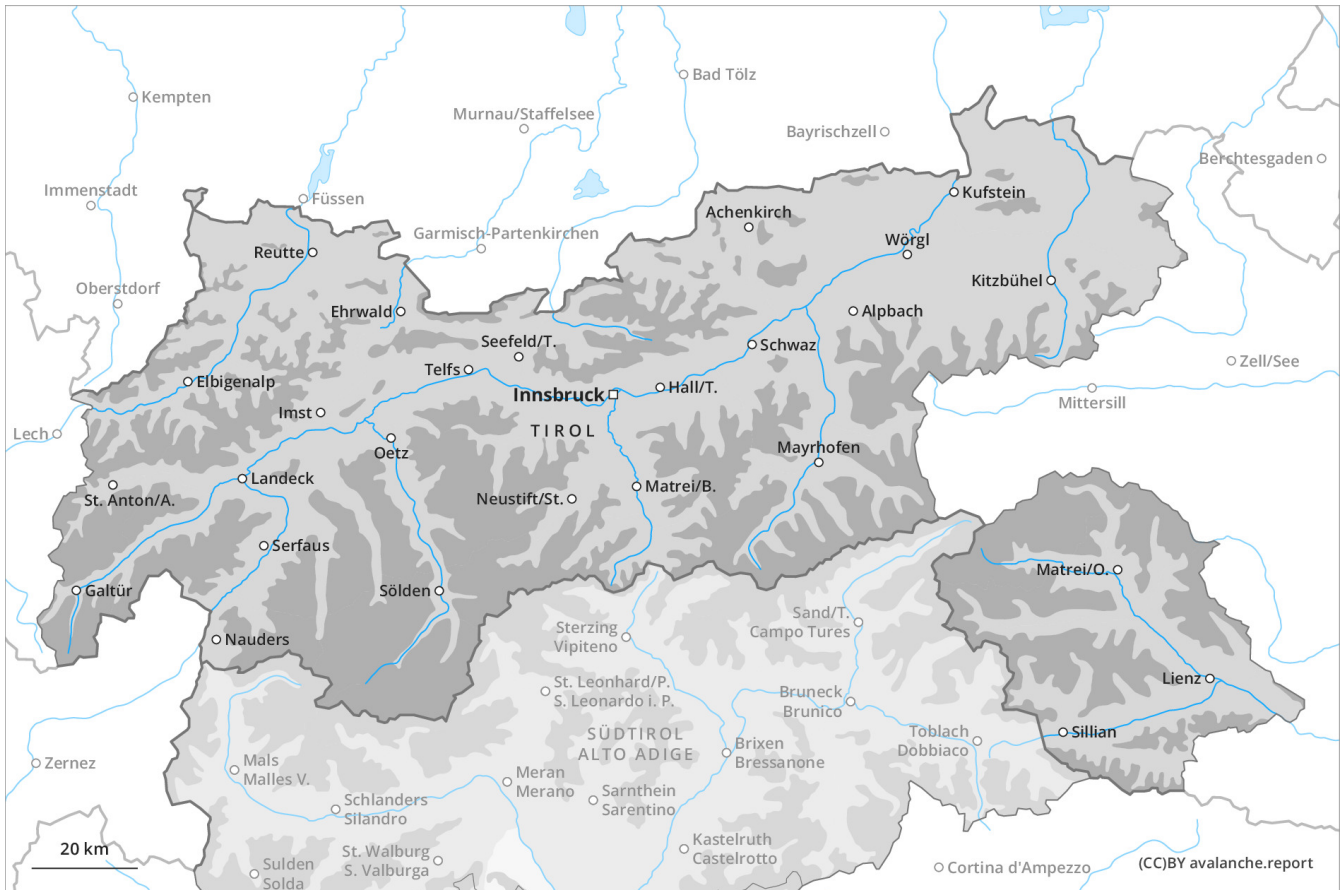 Kempten
Bad Tölz
Murnau/Staffelsee
Bayrischzell
Berchtesgaden
Immenstadt
Füssen
Kufstein
Achenkirch
Garmisch-Partenkirchen
Wörgl
Reutte
Oberstdorf
Kitzbühel
Ehrwald
Alpbach
Seefeld/T.
Schwaz
Zell/See
Telfs
Elbigenalp
Innsbruck
Hall/T.
Mittersill
Imst
Lech
TIROL
Oetz
Mayrhofen
Landeck
St. Anton/A.
Neustift/St.
Matrei/B.
Serfaus
Matrei/O.
Galtür
Sölden
Sand/T.
Campo Tures
Nauders
Sterzing
Vipiteno
Lienz
St. Leonhard/P.
S. Leonardo i. P.
Bruneck
Brunico
Sillian
Toblach
Dobbiaco
SÜDTIROL
ALTO ADIGE
Brixen
Bressanone
Zernez
Mals
Malles V.
Meran
Merano
Sarnthein
Sarentino
Schlanders
Silandro
Kastelruth
Castelrotto
20 km
St. Walburg
S. Valburga
Sulden
Solda
Cortina d'Ampezzo
(CC)BY avalanche.report